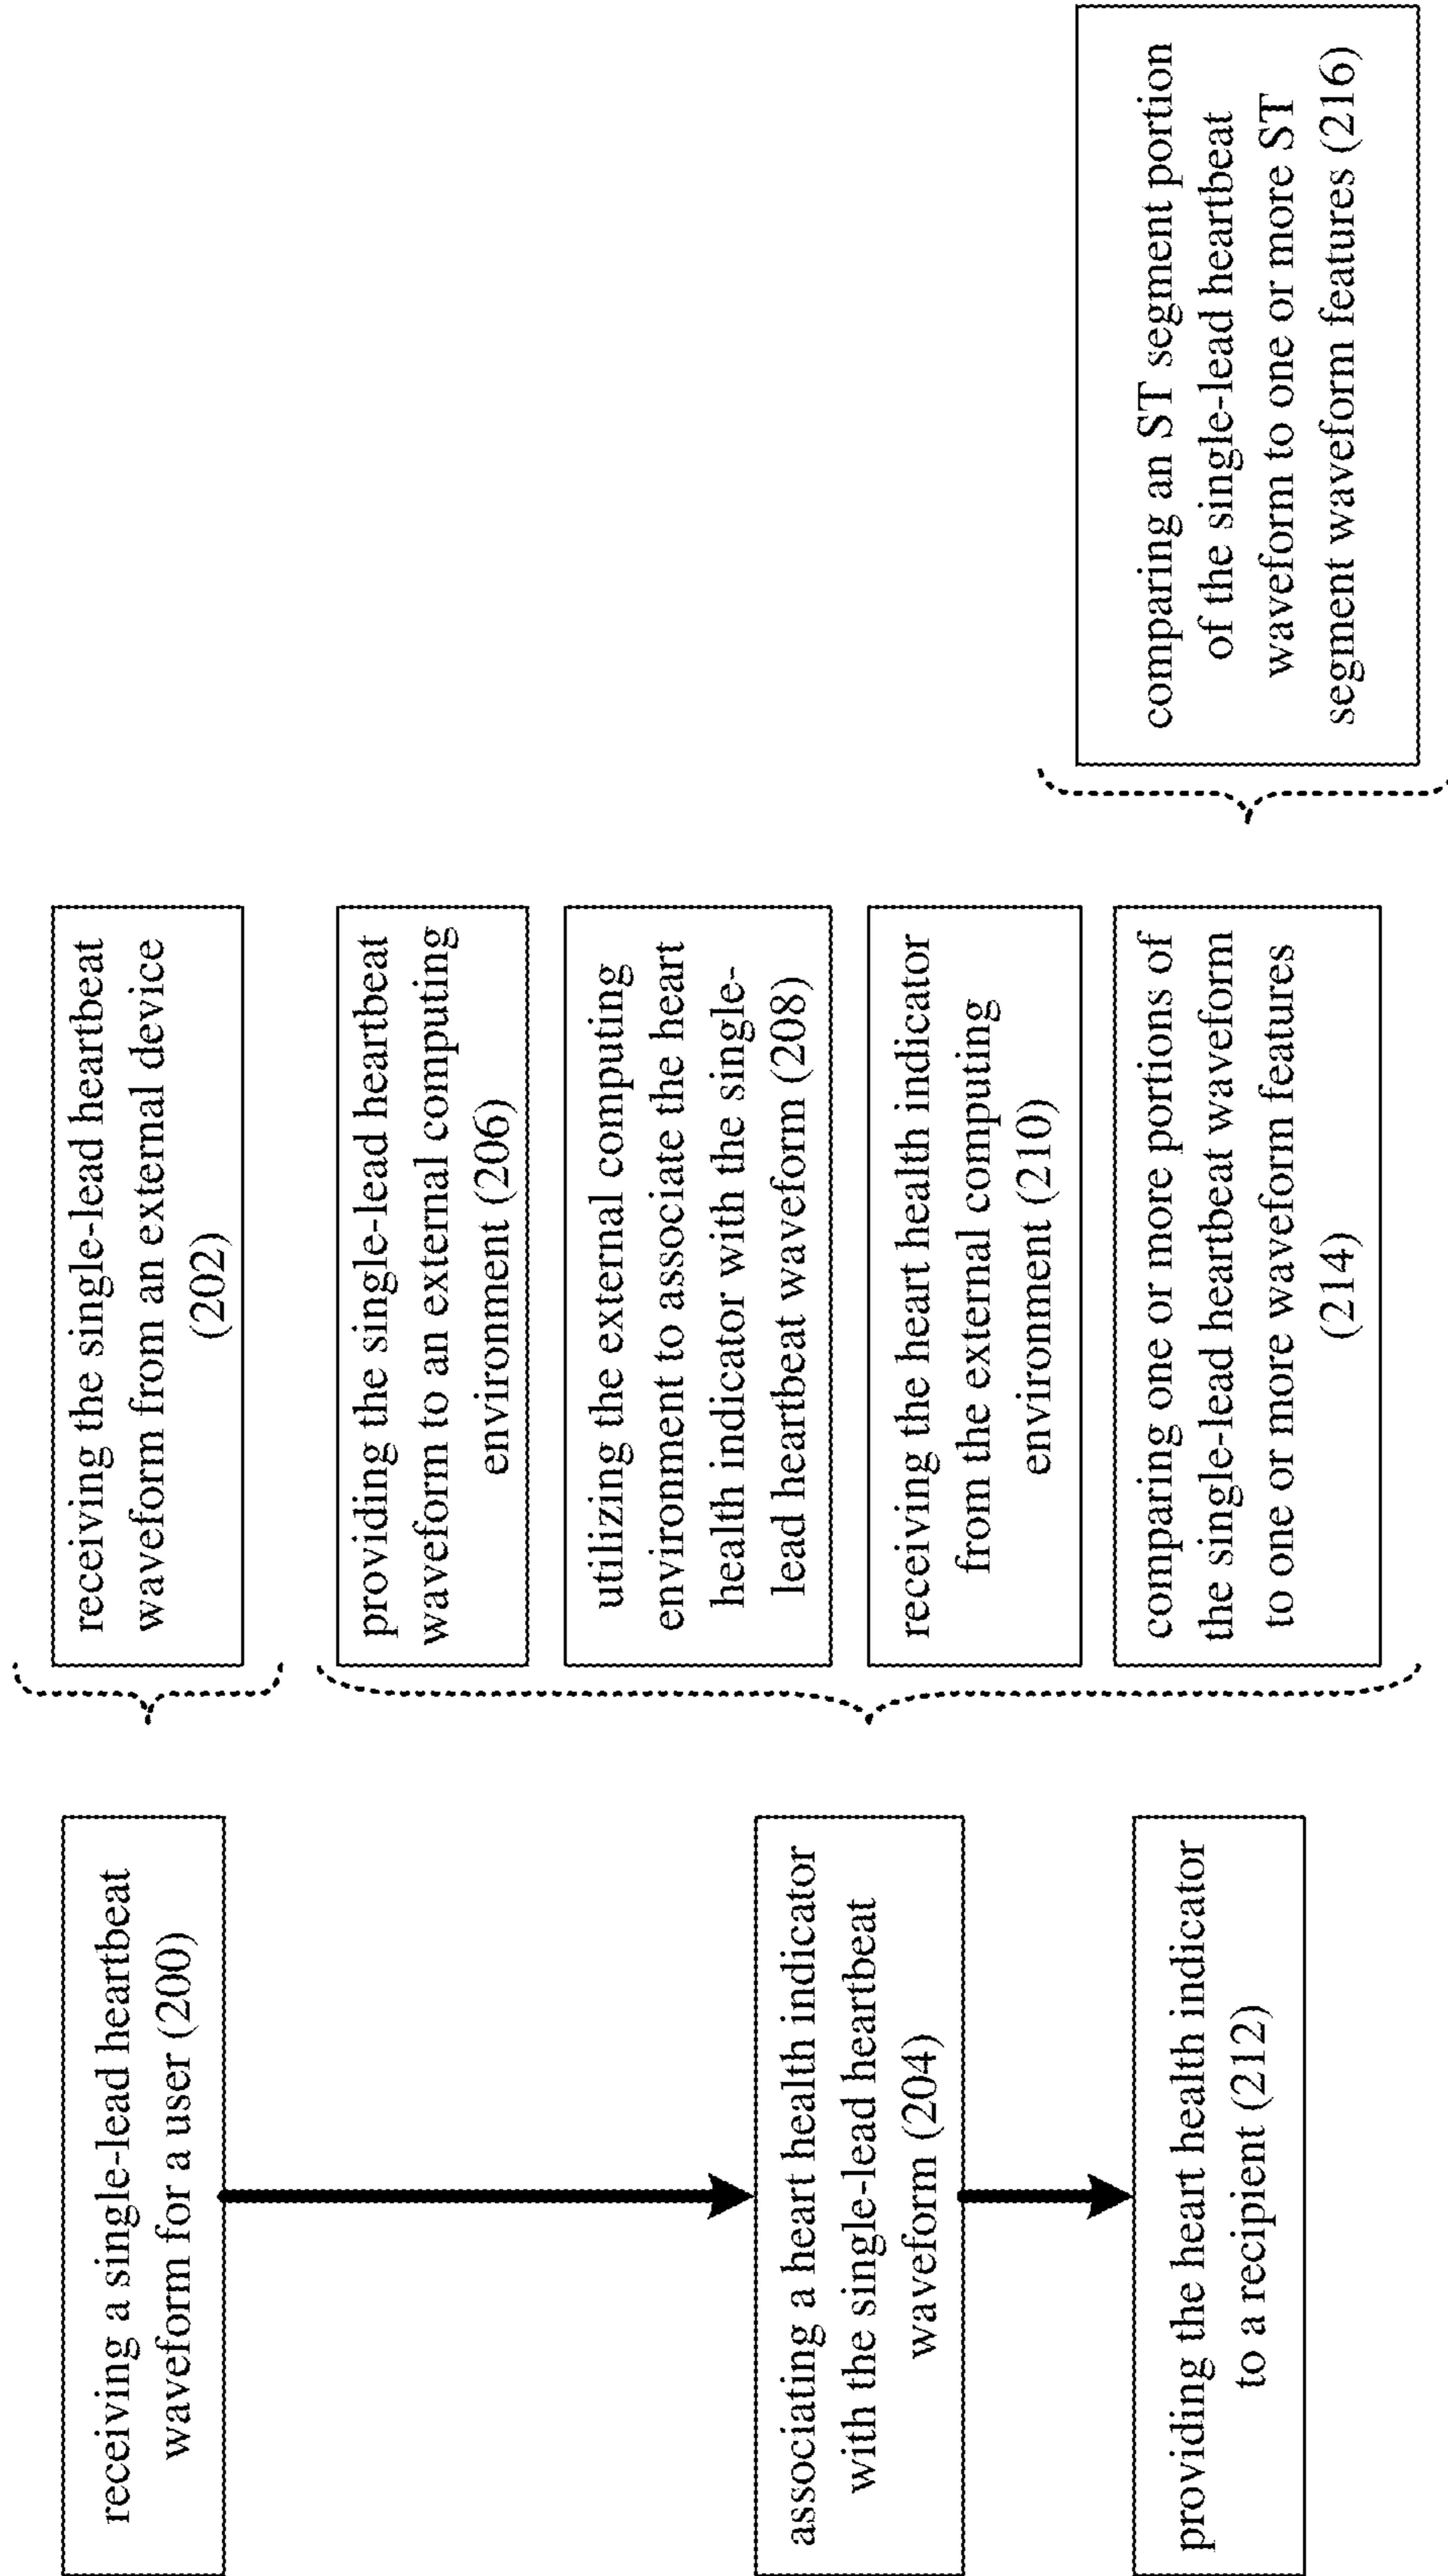 receiving a single-lead heartbeat
waveform for a user (200)
receiving the single-lead heartbeat
waveform from an external device
(202)
associating a heart health indicator
with the single-lead heartbeat
waveform (204)
providing the single-lead heartbeat
waveform to an external computing
environment (206)
utilizing the external computing
environment to associate the heart
health indicator with the single-
lead heartbeat waveform (208)
receiving the heart health indicator
from the external computing
environment (210)
comparing one or more portions of
the single-lead heartbeat waveform
to one or more waveform features
(214)
comparing an ST segment portion
of the single-lead heartbeat
waveform to one or more ST
segment waveform features (216)
providing the heart health indicator
to a recipient (212)